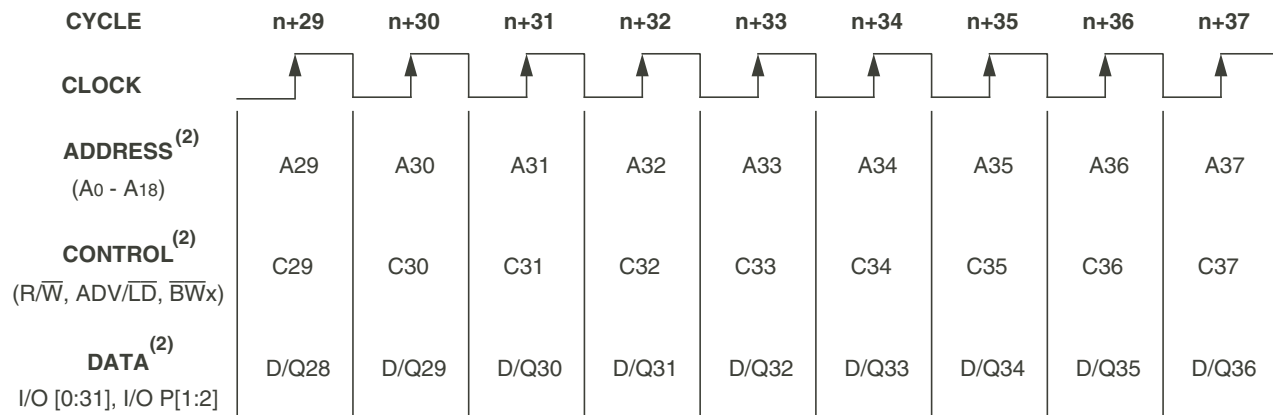 CYCLE n+29 n+30 n+31 n+32 n+33 n+34 n+35 n+36 n+37
CLOCK
ADDRESS(2) A29 A30 A31 A32 A33 A34 A35 A36 A37
(A0 - A18)
CONTROL(2) C29 C30 C31 C32 C33 C34 C35 C36 C37
(R/W̅, ADV/L̅D̅, B̅W̅x)
DATA(2) D/Q28 D/Q29 D/Q30 D/Q31 D/Q32 D/Q33 D/Q34 D/Q35 D/Q36
I/O [0:31], I/O P[1:2]